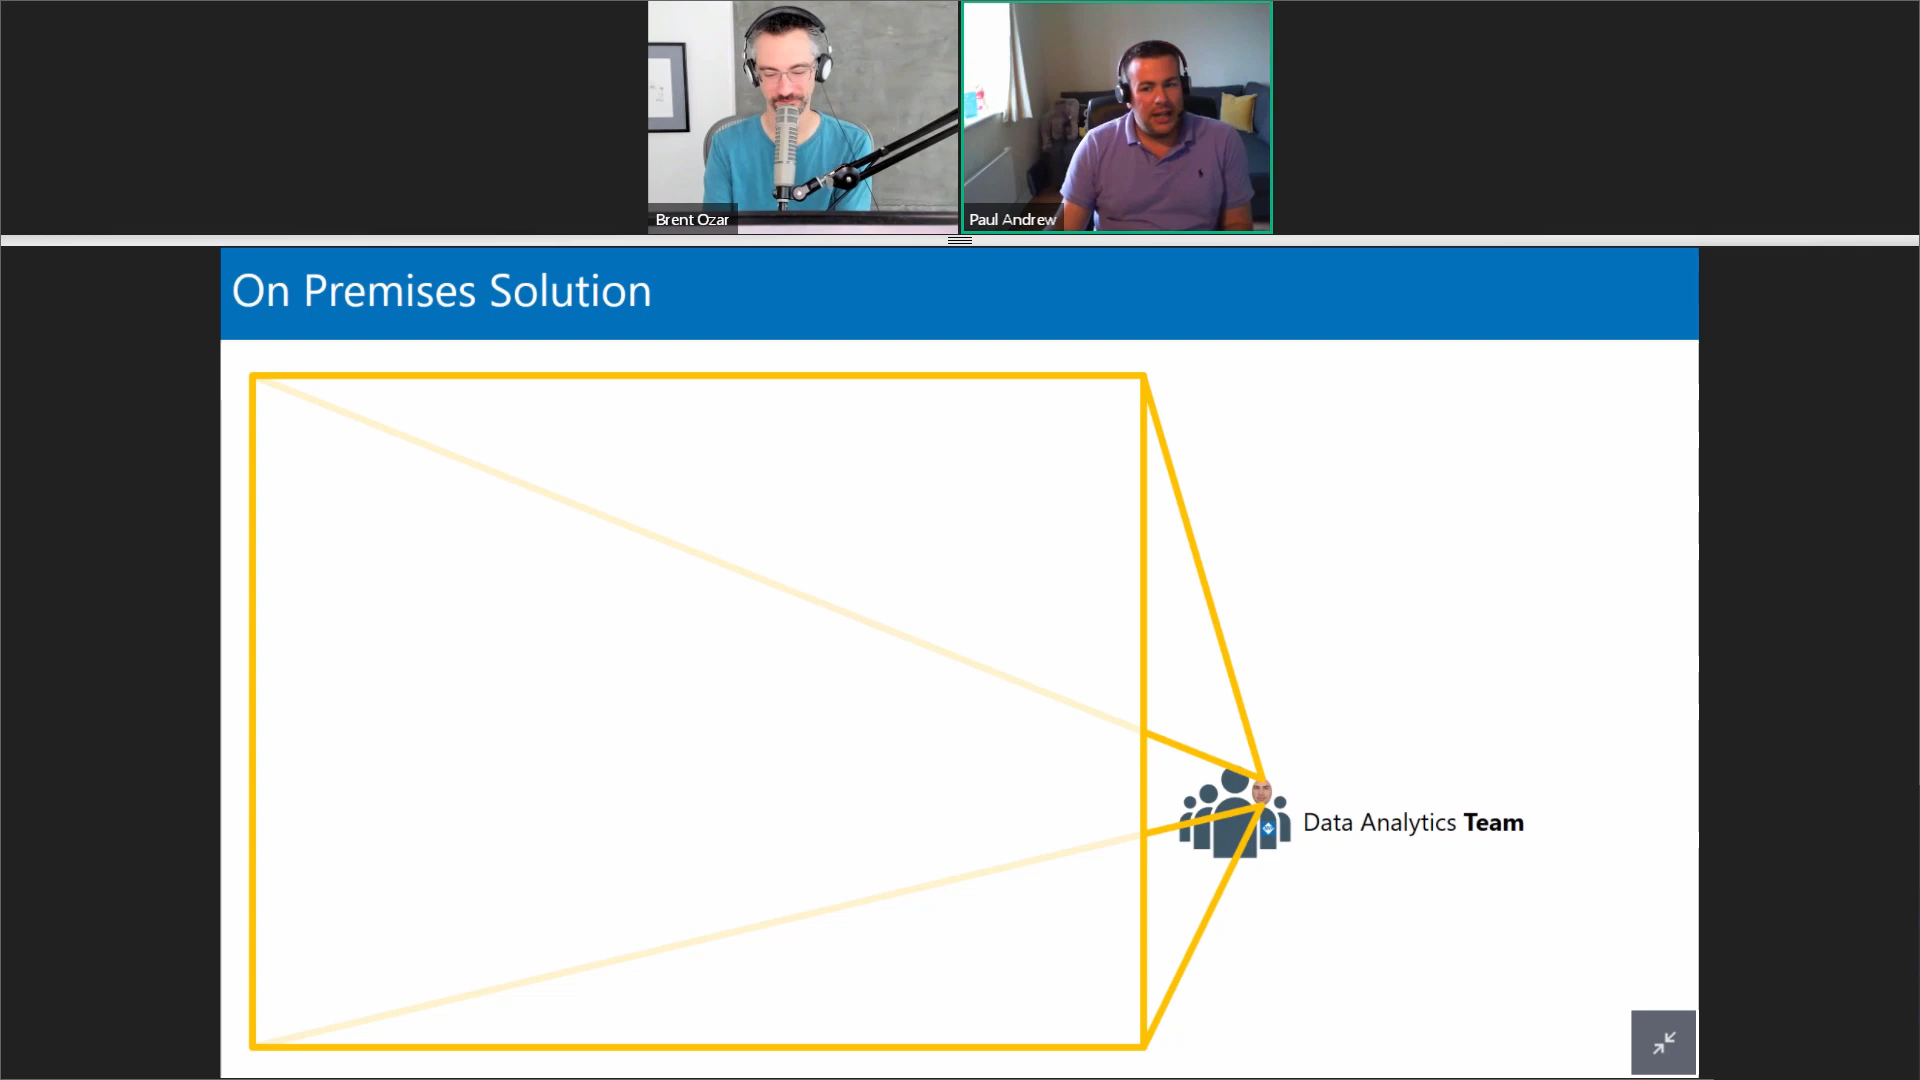 Brent Ozar
Paul Andrew
On Premises Solution
Data Analytics Team